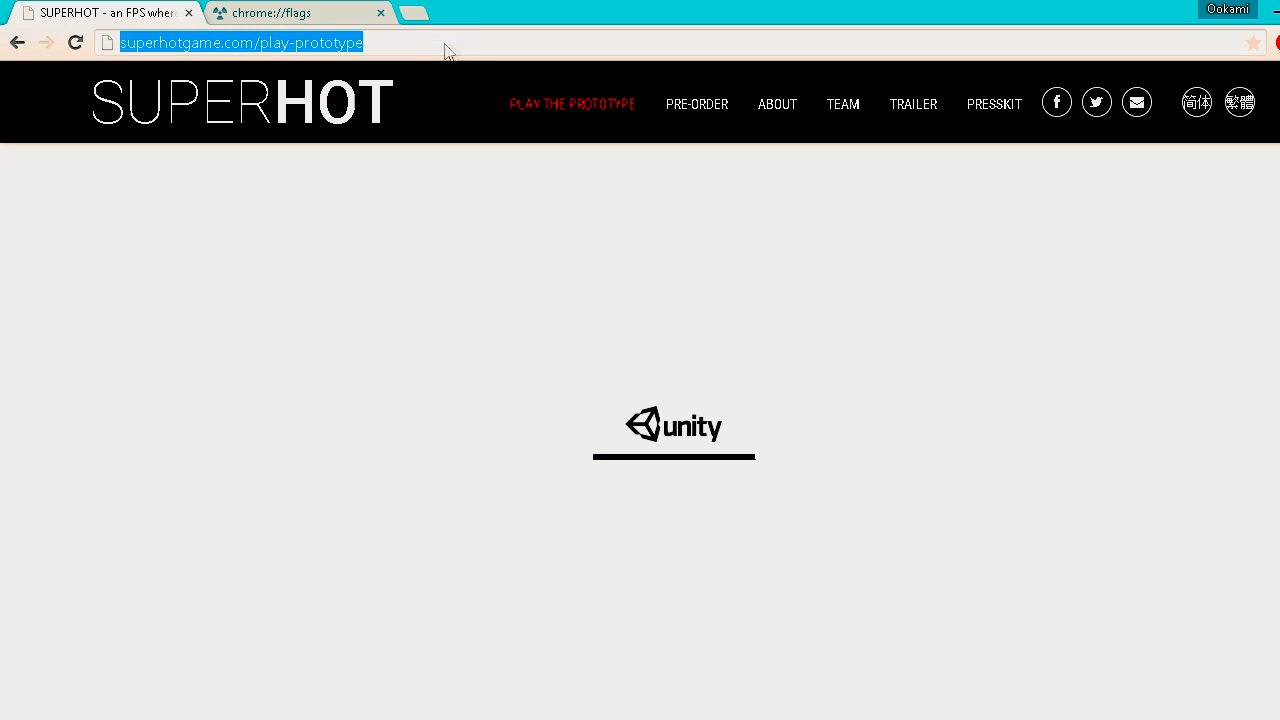 SUPERHOT - an FPS where
chrome://flags
Ookami
superhotgame.com/play-prototype
SUPERHOT
PLAY THE PROTOTYPE
PRE-ORDER
ABOUT
TEAM
TRAILER
PRESSKIT
简体
繁體
unity